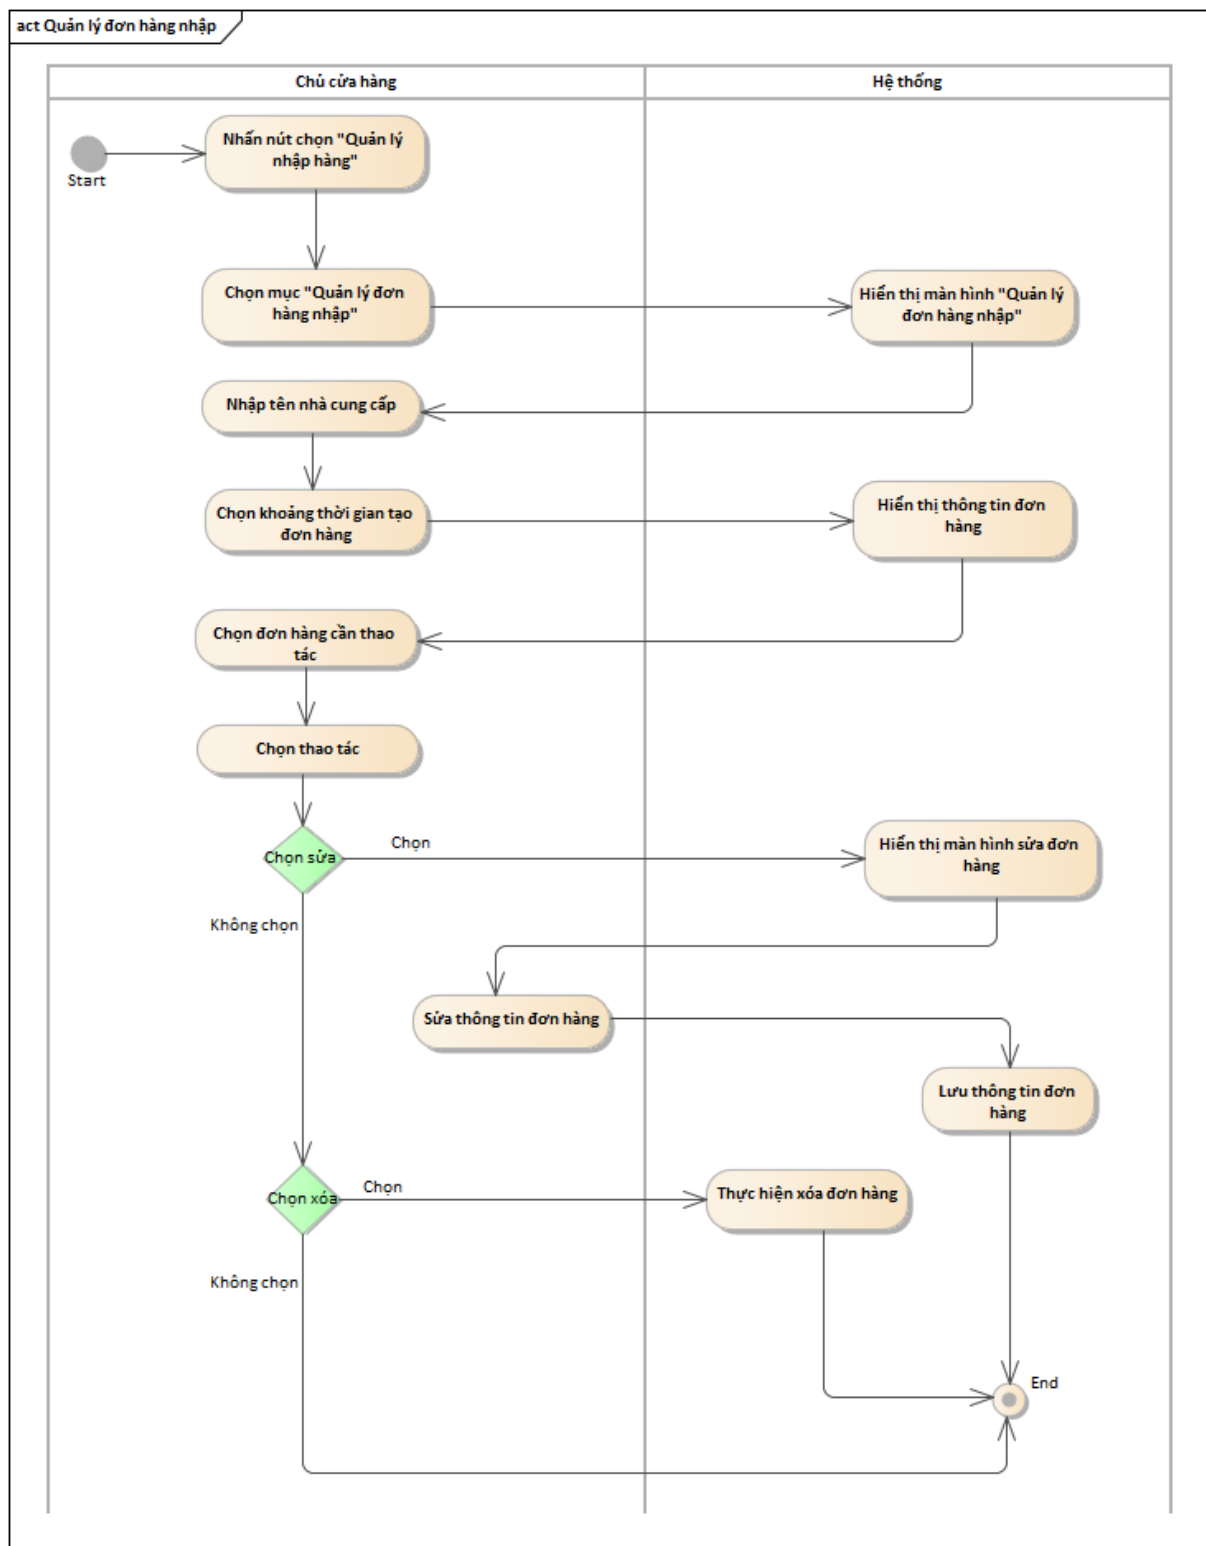 act Quản lý đơn hàng nhập
Chủ cửa hàng
Hệ thống
Start
Nhấn nút chọn "Quản lý
nhập hàng"
Chọn mục "Quản lý đơn
hàng nhập"
Hiển thị màn hình "Quản lý
đơn hàng nhập"
Nhập tên nhà cung cấp
Chọn khoảng thời gian tạo
đơn hàng
Hiển thị thông tin đơn
hàng
Chọn đơn hàng cần thao
tác
Chọn thao tác
Chọn sửa
Chọn
Hiển thị màn hình sửa đơn
hàng
Không chọn
Sửa thông tin đơn hàng
Lưu thông tin đơn
hàng
Chọn xóa
Chọn
Thực hiện xóa đơn hàng
Không chọn
End